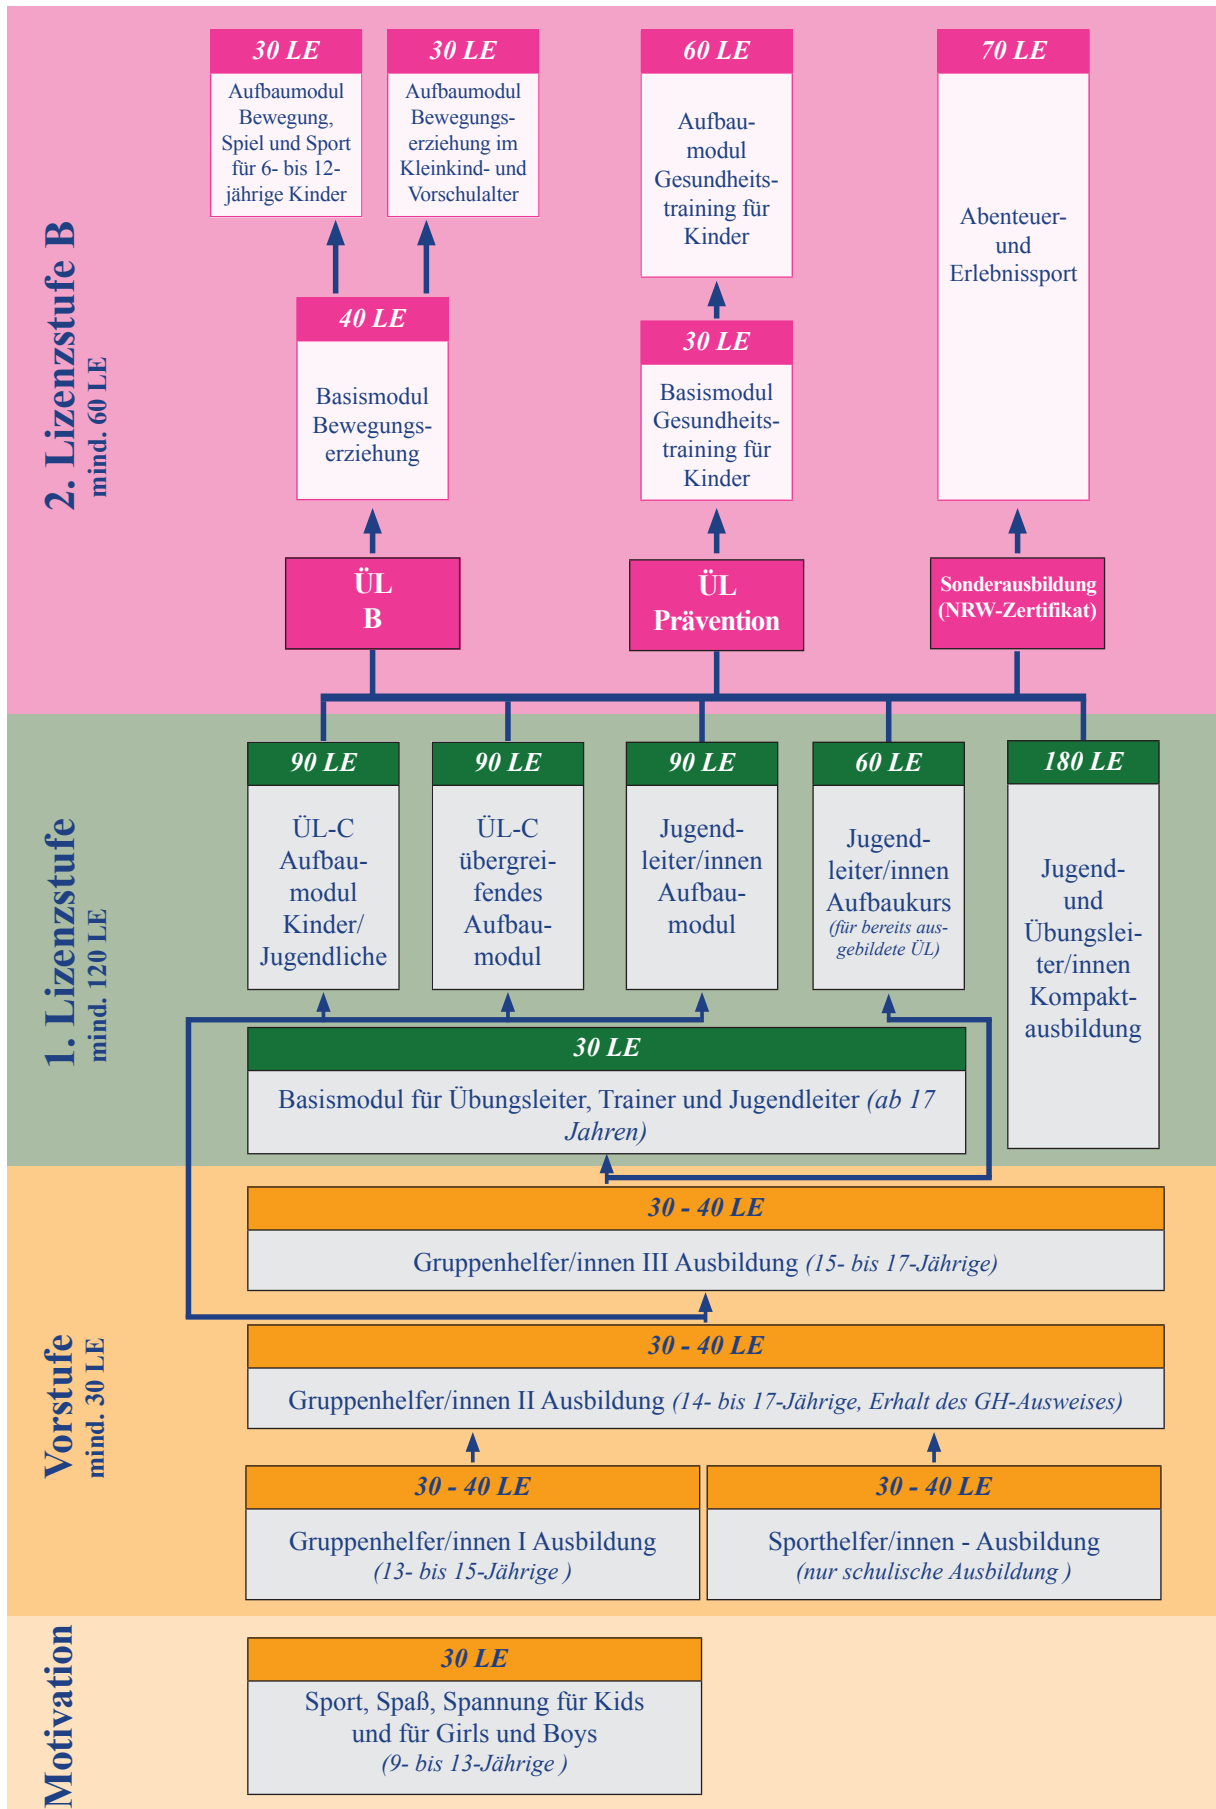 2. Lizenzstufe B
mind. 60 LE
30 LE
Aufbaumodul
Bewegung,
Spiel und Sport
für 6- bis 12-
jährige Kinder
30 LE
Aufbaumodul
Bewegungs-
erziehung im
Kleinkind- und
Vorschulalter
60 LE
Aufbau-
modul
Gesundheits-
training für
Kinder
70 LE
Abenteuer-
und
Erlebnissport
40 LE
Basismodul
Bewegungs-
erziehung
30 LE
Basismodul
Gesundheits-
training für
Kinder
ÜL
B
ÜL
Prävention
Sonderausbildung
(NRW-Zertifikat)
1. Lizenzstufe
mind. 120 LE
90 LE
ÜL-C
Aufbau-
modul
Kinder/
Jugendliche
90 LE
ÜL-C
übergrei-
fendes
Aufbau-
modul
90 LE
Jugend-
leiter/innen
Aufbau-
modul
60 LE
Jugend-
leiter/innen
Aufbaukurs
(für bereits aus-
gebildete ÜL)
180 LE
Jugend-
und
Übungslei-
ter/innen
Kompakt-
ausbildung
30 LE
Basismodul für Übungsleiter, Trainer und Jugendleiter (ab 17
Jahren)
Vorstufe
mind. 30 LE
30 - 40 LE
Gruppenhelfer/innen III Ausbildung (15- bis 17-Jährige)
30 - 40 LE
Gruppenhelfer/innen II Ausbildung (14- bis 17-Jährige, Erhalt des GH-Ausweises)
30 - 40 LE
Gruppenhelfer/innen I Ausbildung
(13- bis 15-Jährige )
30 - 40 LE
Sporthelfer/innen - Ausbildung
(nur schulische Ausbildung )
Motivation
30 LE
Sport, Spaß, Spannung für Kids
und für Girls und Boys
(9- bis 13-Jährige )